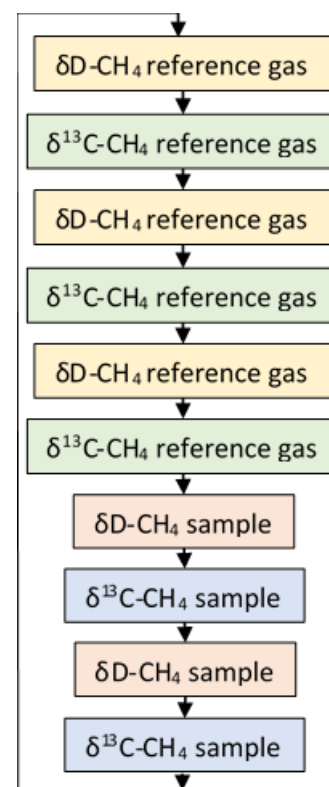 δD-CH₄ reference gas
δ¹³C-CH₄ reference gas
δD-CH₄ reference gas
δ¹³C-CH₄ reference gas
δD-CH₄ reference gas
δ¹³C-CH₄ reference gas
δD-CH₄ sample
δ¹³C-CH₄ sample
δD-CH₄ sample
δ¹³C-CH₄ sample